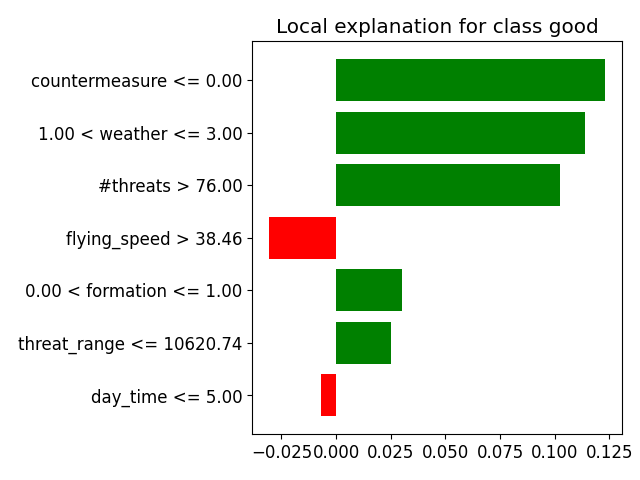 Local explanation for class good
countermeasure <= 0.00
1.00 < weather <= 3.00
#threats > 76.00
flying_speed > 38.46
0.00 < formation <= 1.00
threat_range <= 10620.74
day_time <= 5.00
−0.025 0.000 0.025 0.050 0.075 0.100 0.125